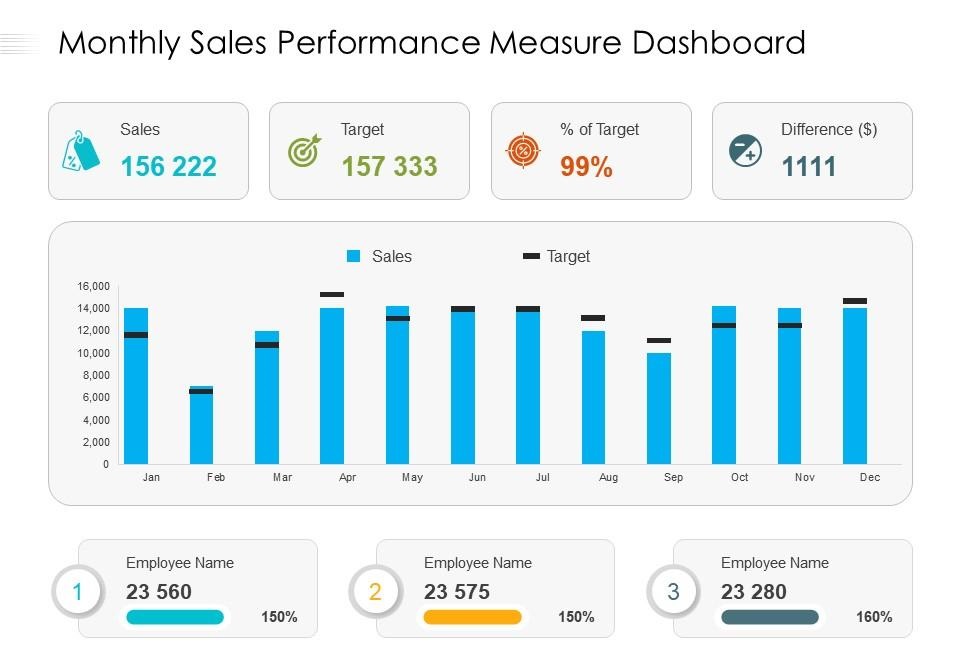 Monthly Sales Performance Measure Dashboard
Sales
156 222
Target
157 333
% of Target
99%
Difference ($)
1111
Sales Target
16,000
14,000
12,000
10,000
8,000
6,000
4,000
2,000
0
Jan Feb Mar Apr May Jun Jul Aug Sep Oct Nov Dec
1
Employee Name
23 560
150%
2
Employee Name
23 575
150%
3
Employee Name
23 280
160%